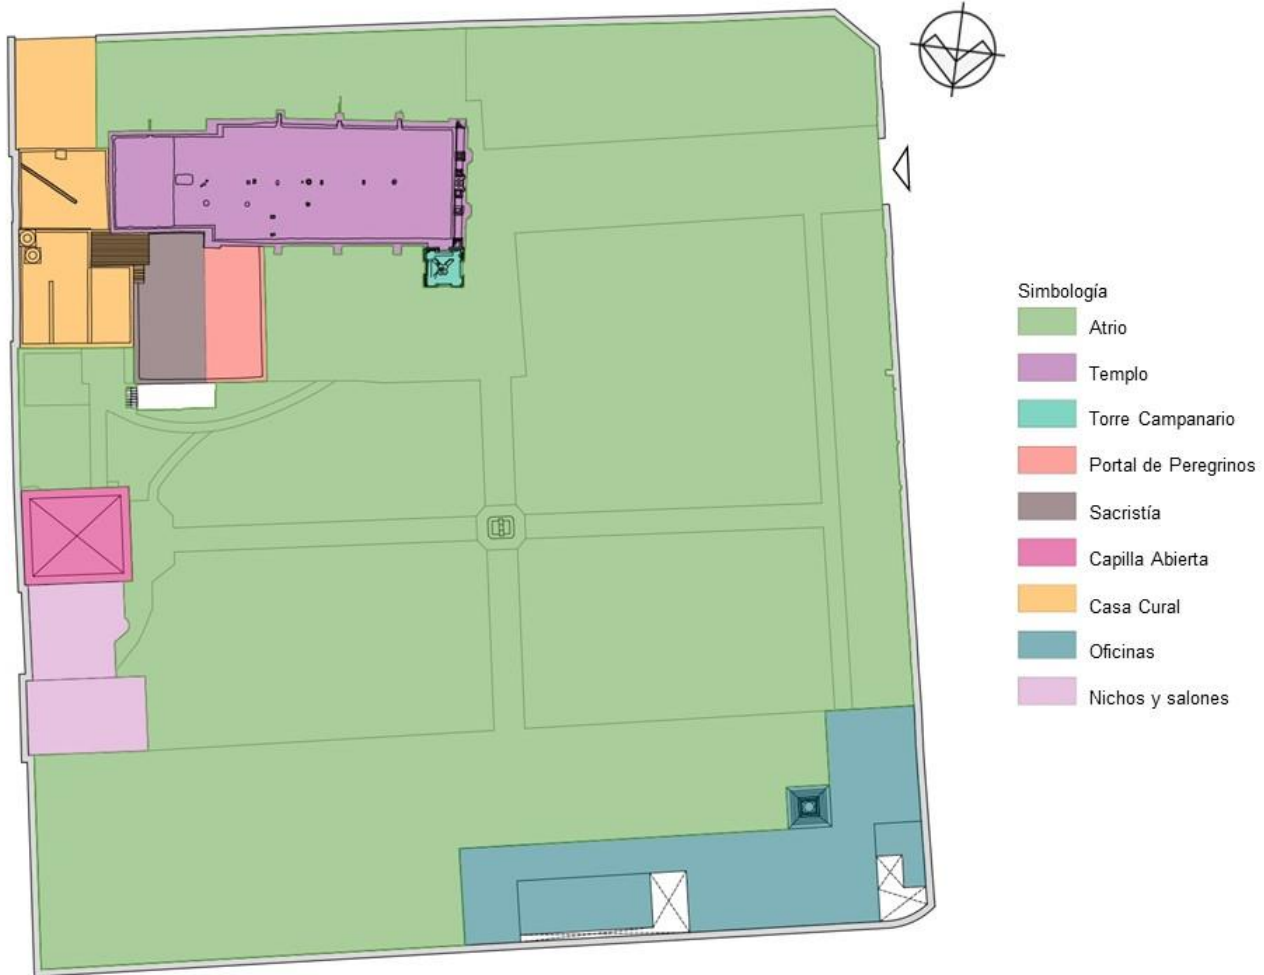 Simbología
Atrio
Templo
Torre Campanario
Portal de Peregrinos
Sacristía
Capilla Abierta
Casa Cural
Oficinas
Nichos y salones